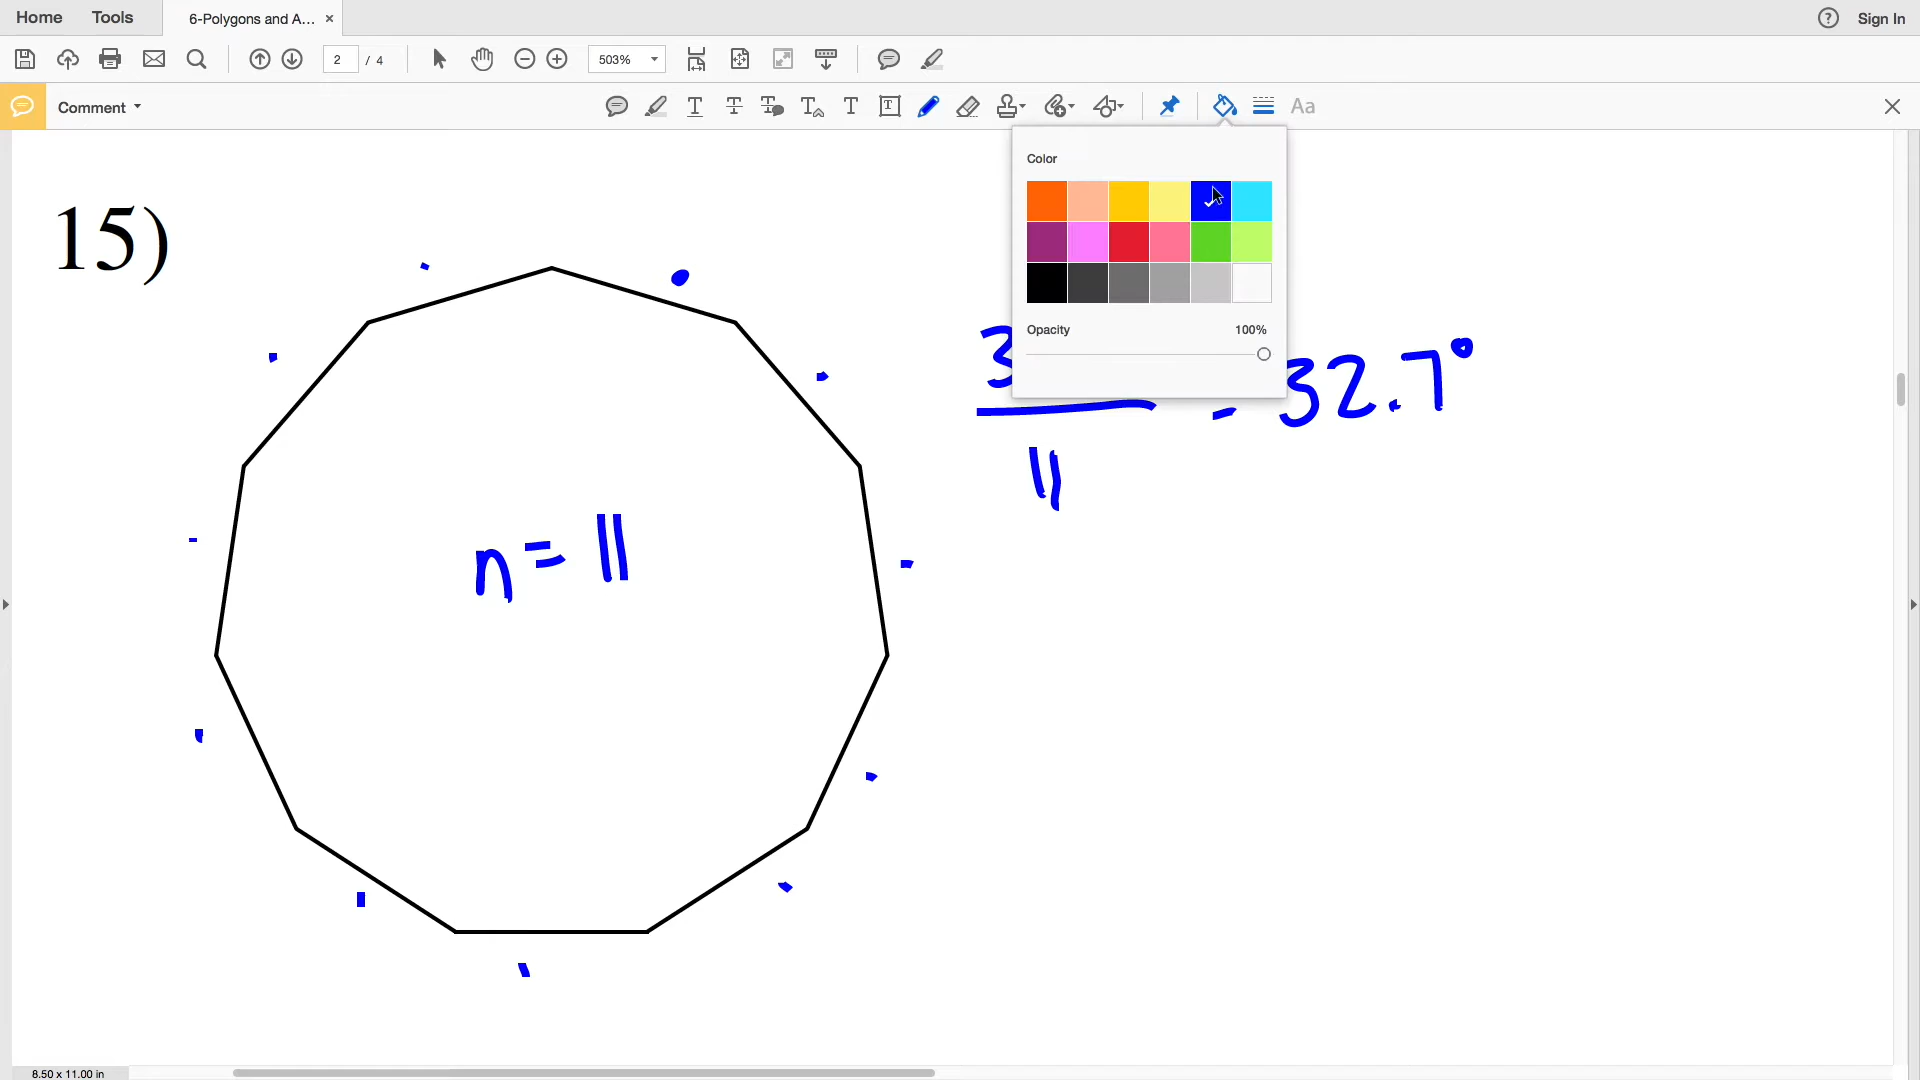 Home Tools 6-Polygons and A... × ? Sign In
2 / 4 503%
Comment Aa
Color
15)
Opacity 100%
3
11
= 32.7°
n = 11
8.50 x 11.00 in